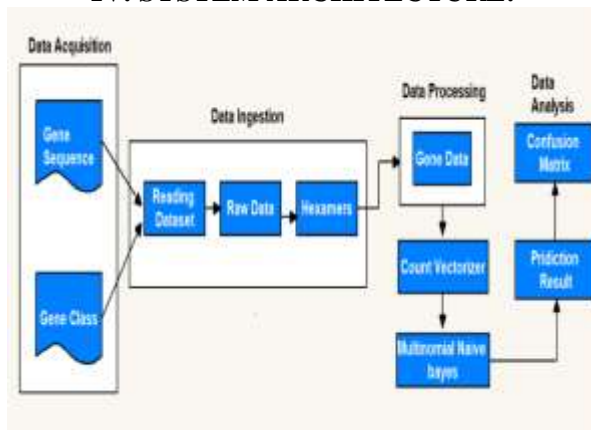 Data Acquisition
Gene
Sequence
Gene Class
Data Ingestion
Reading
Dataset
Raw Data
Hexamers
Data Processing
Gene Data
Count Vectorizer
Multinomial Naive
bayes
Data
Analysis
Confusion
Matrix
Pridiction
Result